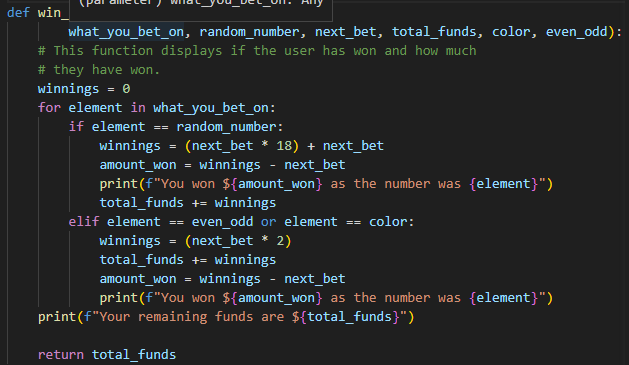 (parameter) what_you_bet_on: Any
def win_
what_you_bet_on, random_number, next_bet, total_funds, color, even_odd):
# This function displays if the user has won and how much
# they have won.
winnings = 0
for element in what_you_bet_on:
if element == random_number:
winnings = (next_bet * 18) + next_bet
amount_won = winnings - next_bet
print(f"You won ${amount_won} as the number was {element}")
total_funds += winnings
elif element == even_odd or element == color:
winnings = (next_bet * 2)
total_funds += winnings
amount_won = winnings - next_bet
print(f"You won ${amount_won} as the number was {element}")
print(f"Your remaining funds are ${total_funds}")
return total_funds